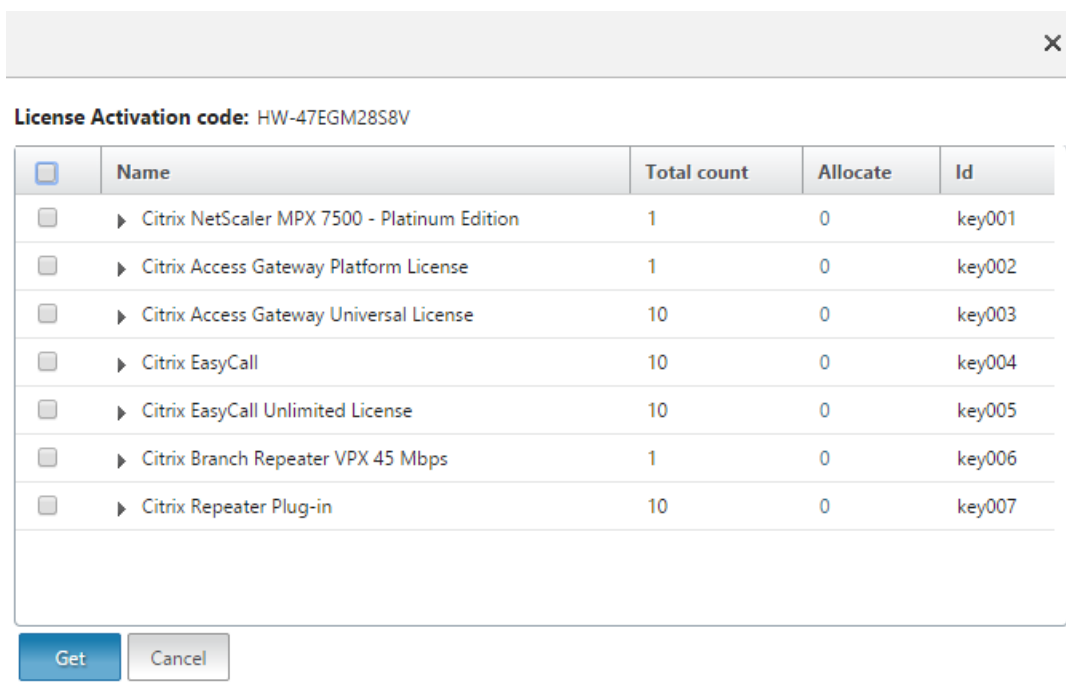 License Activation code: HW-47EGM28S8V
Name Total count Allocate Id
Citrix NetScaler MPX 7500 - Platinum Edition 1 0 key001
Citrix Access Gateway Platform License 1 0 key002
Citrix Access Gateway Universal License 10 0 key003
Citrix EasyCall 10 0 key004
Citrix EasyCall Unlimited License 10 0 key005
Citrix Branch Repeater VPX 45 Mbps 1 0 key006
Citrix Repeater Plug-in 10 0 key007
Get Cancel